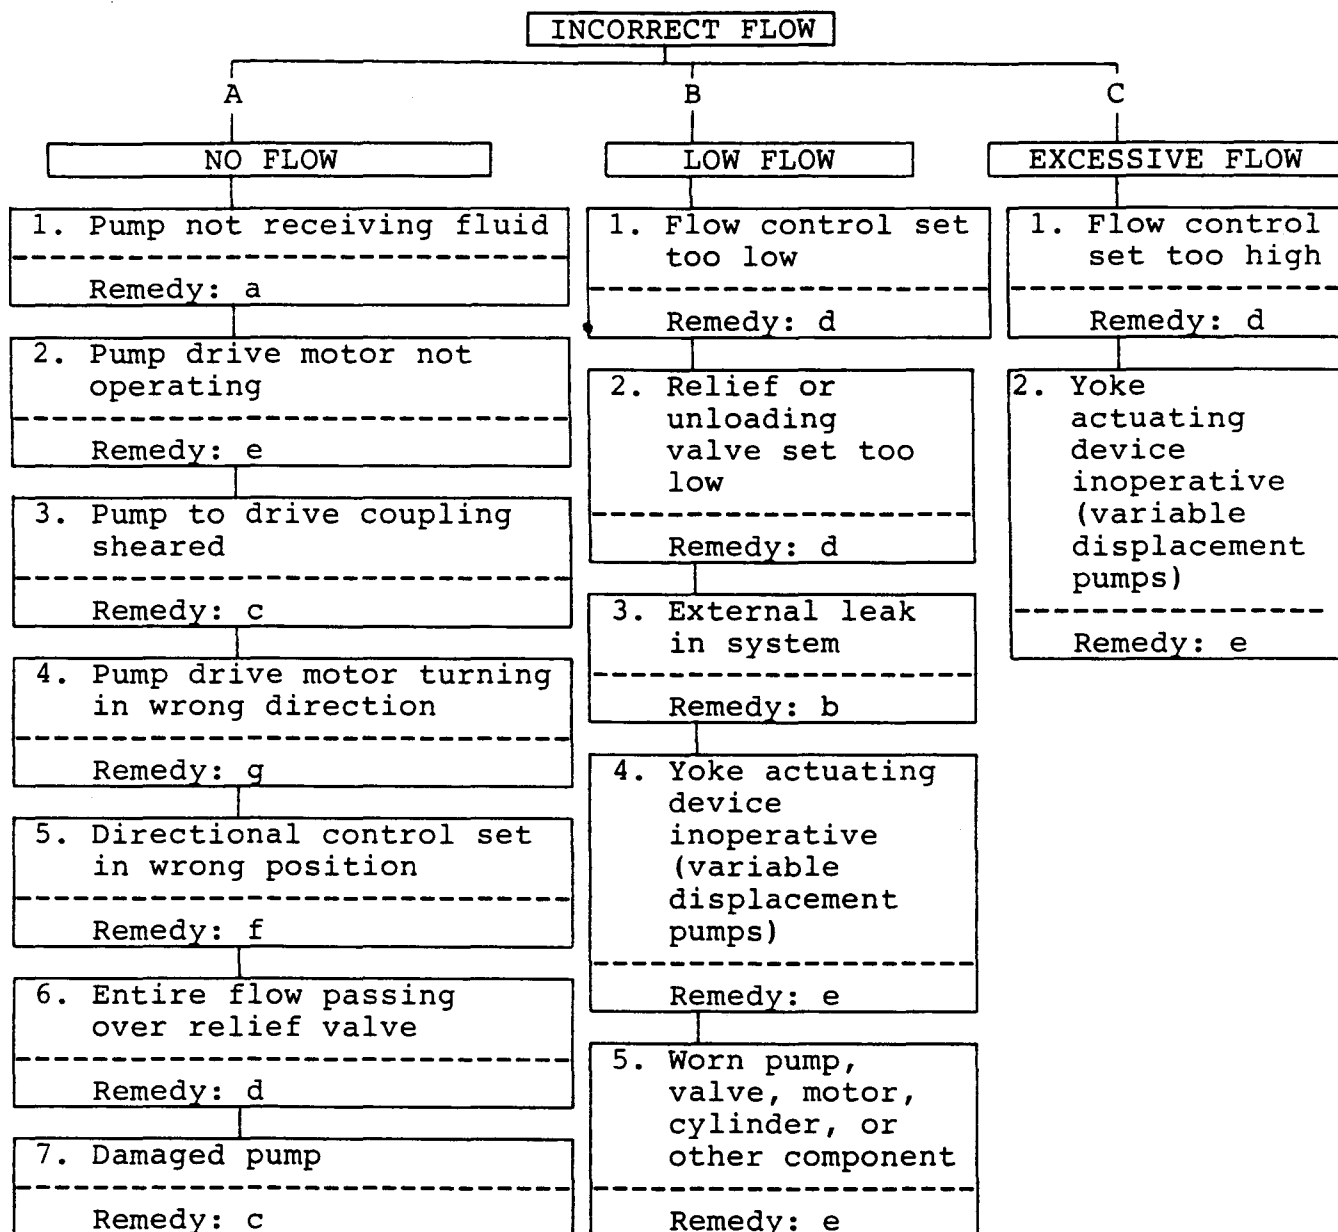 INCORRECT FLOW
A
B
C
NO FLOW
LOW FLOW
EXCESSIVE FLOW
1. Pump not receiving fluid
Remedy: a
2. Pump drive motor not
operating
Remedy: e
3. Pump to drive coupling
sheared
Remedy: c
4. Pump drive motor turning
in wrong direction
Remedy: g
5. Directional control set
in wrong position
Remedy: f
6. Entire flow passing
over relief valve
Remedy: d
7. Damaged pump
Remedy: c
1. Flow control set
too low
Remedy: d
2. Relief or
unloading
valve set too
low
Remedy: d
3. External leak
in system
Remedy: b
4. Yoke actuating
device
inoperative
(variable
displacement
pumps)
Remedy: e
5. Worn pump,
valve, motor,
cylinder, or
other component
Remedy: e
1. Flow control
set too high
Remedy: d
2. Yoke
actuating
device
inoperative
(variable
displacement
pumps)
Remedy: e